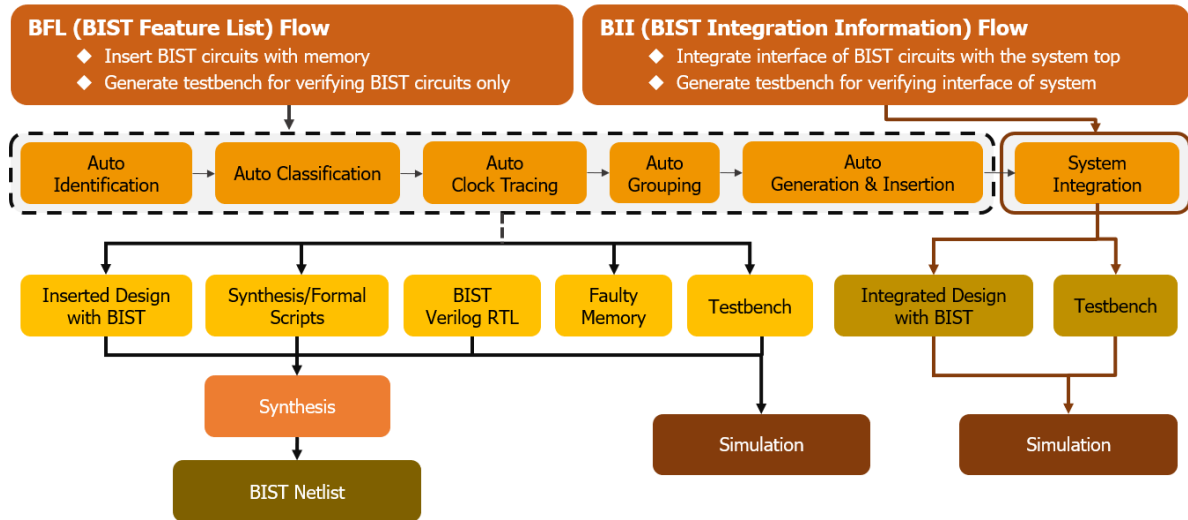 BFL (BIST Feature List) Flow
◆ Insert BIST circuits with memory
◆ Generate testbench for verifying BIST circuits only
BII (BIST Integration Information) Flow
◆ Integrate interface of BIST circuits with the system top
◆ Generate testbench for verifying interface of system
Auto
Identification
Auto Classification
Auto
Clock Tracing
Auto
Grouping
Auto
Generation & Insertion
System
Integration
Inserted Design
with BIST
Synthesis/Formal
Scripts
BIST
Verilog RTL
Faulty
Memory
Testbench
Integrated Design
with BIST
Testbench
Synthesis
Simulation
Simulation
BIST Netlist